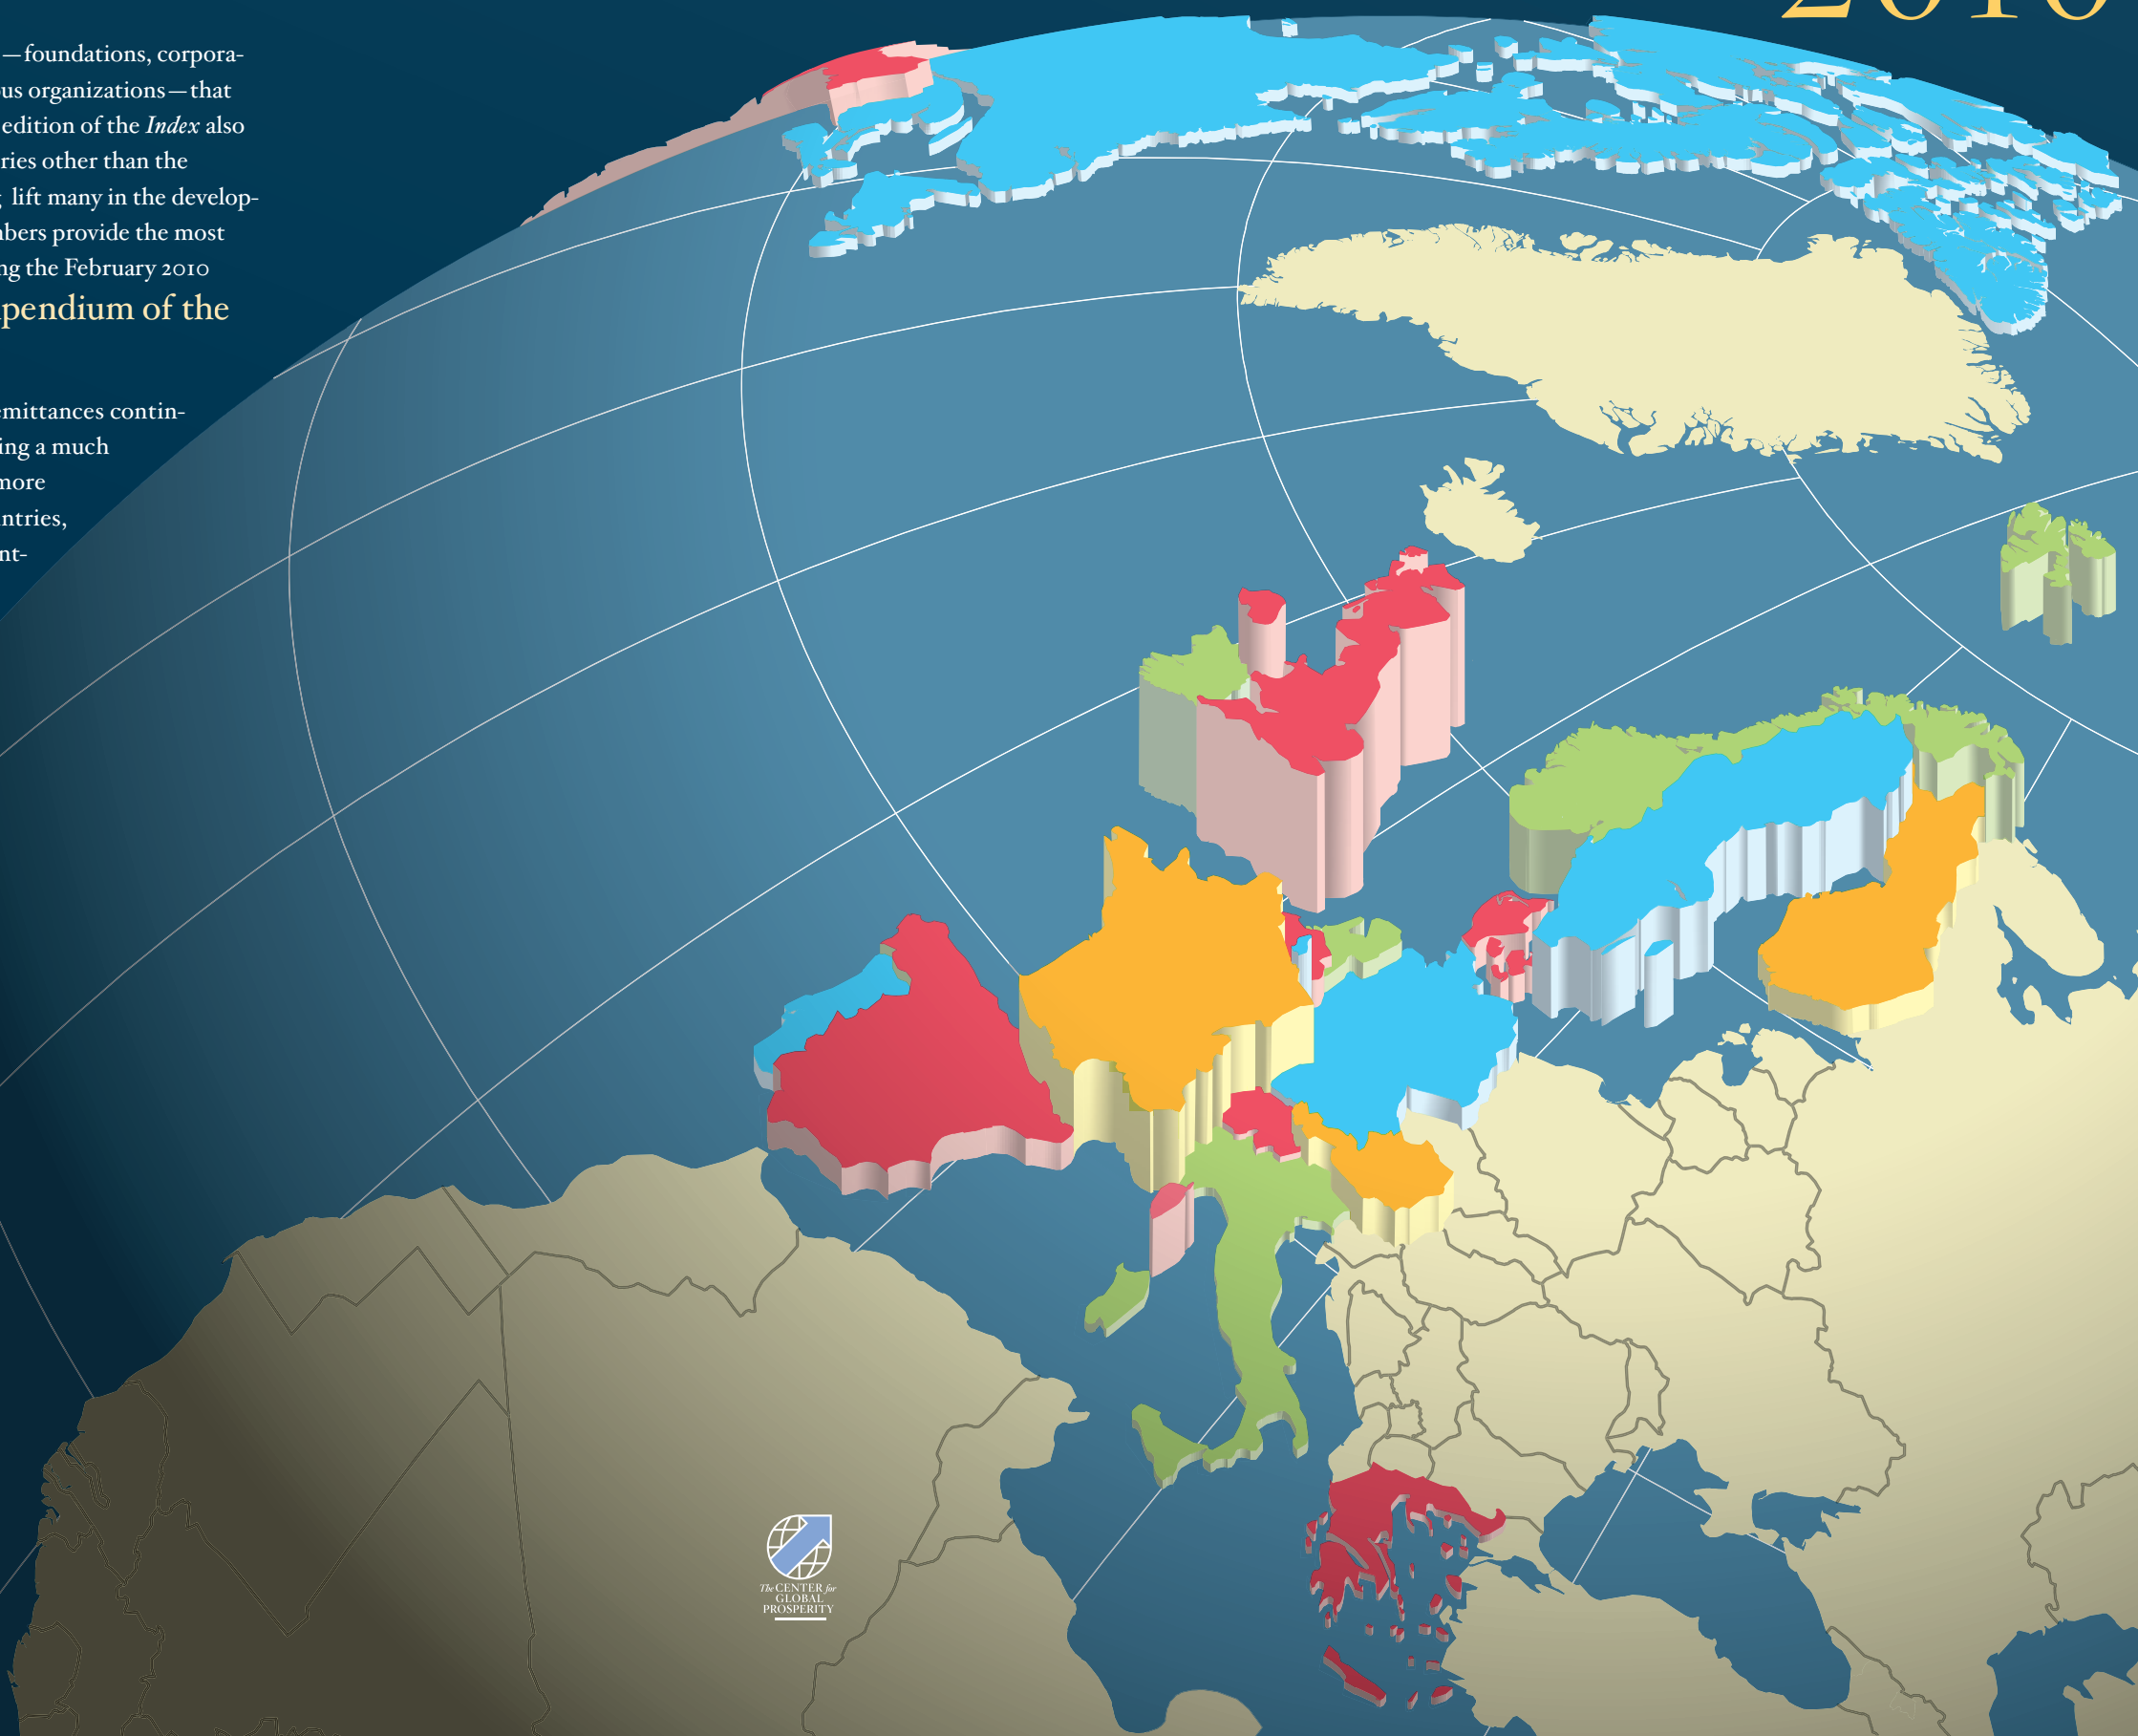 2010
—foundations, corpora-
us organizations—that
edition of the Index also
ries other than the
lift many in the develop-
bers provide the most
ng the February 2010
pendium of the
emittances contin-
ing a much
more
ntries,
nt-
The CENTER for
GLOBAL
PROSPERITY